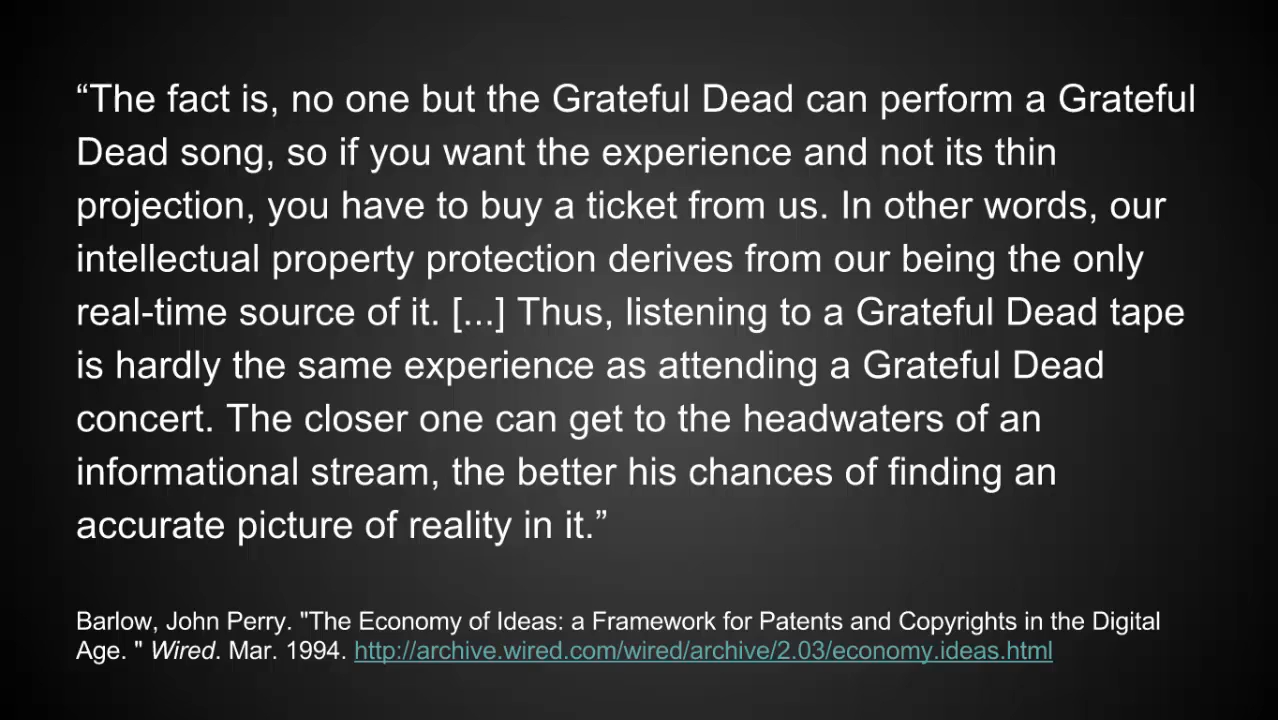 “The fact is, no one but the Grateful Dead can perform a Grateful
Dead song, so if you want the experience and not its thin
projection, you have to buy a ticket from us. In other words, our
intellectual property protection derives from our being the only
real-time source of it. [...] Thus, listening to a Grateful Dead tape
is hardly the same experience as attending a Grateful Dead
concert. The closer one can get to the headwaters of an
informational stream, the better his chances of finding an
accurate picture of reality in it.”
Barlow, John Perry. "The Economy of Ideas: a Framework for Patents and Copyrights in the Digital
Age. " Wired. Mar. 1994. http://archive.wired.com/wired/archive/2.03/economy.ideas.html